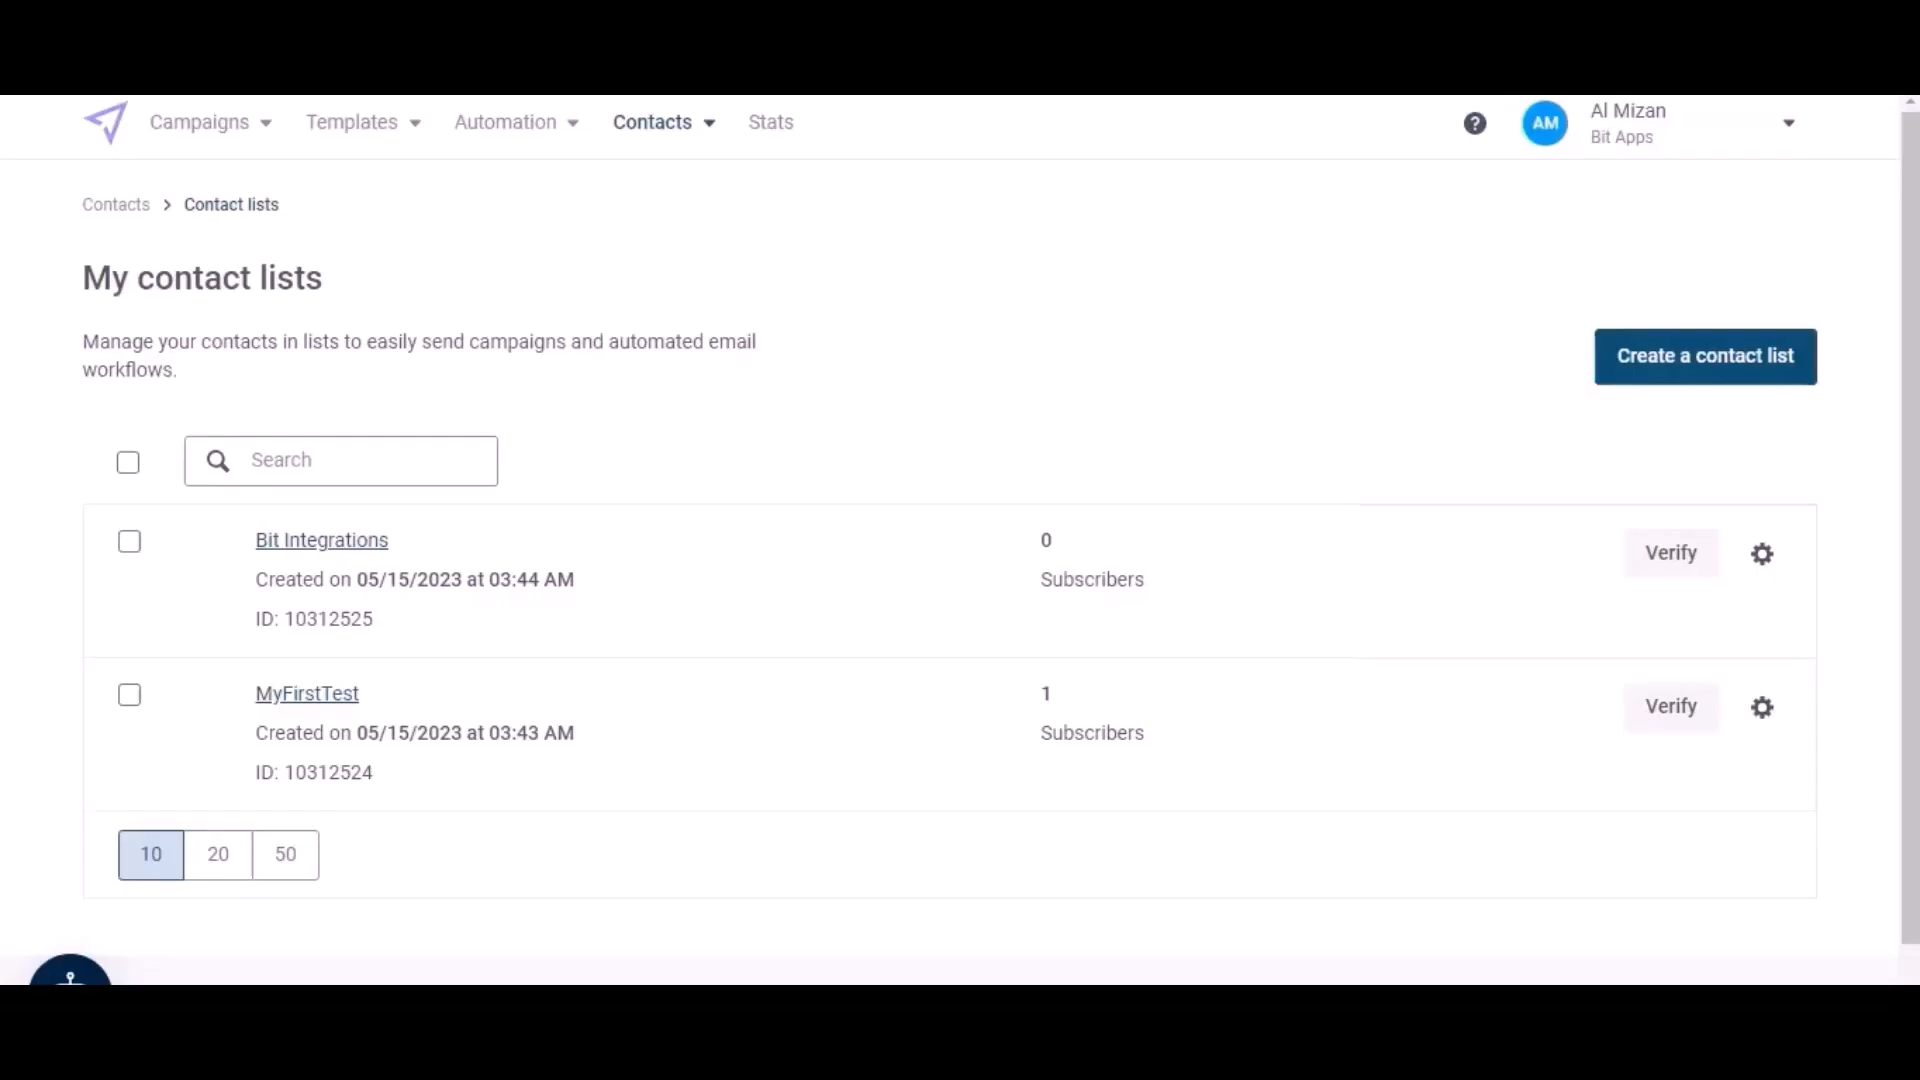 Campaigns Templates Automation Contacts Stats ? AM Al Mizan
Bit Apps
Contacts > Contact lists
My contact lists
Manage your contacts in lists to easily send campaigns and automated email
workflows.
Create a contact list
Search
Bit Integrations 0 Verify
Created on 05/15/2023 at 03:44 AM Subscribers
ID: 10312525
MyFirstTest 1 Verify
Created on 05/15/2023 at 03:43 AM Subscribers
ID: 10312524
10 20 50